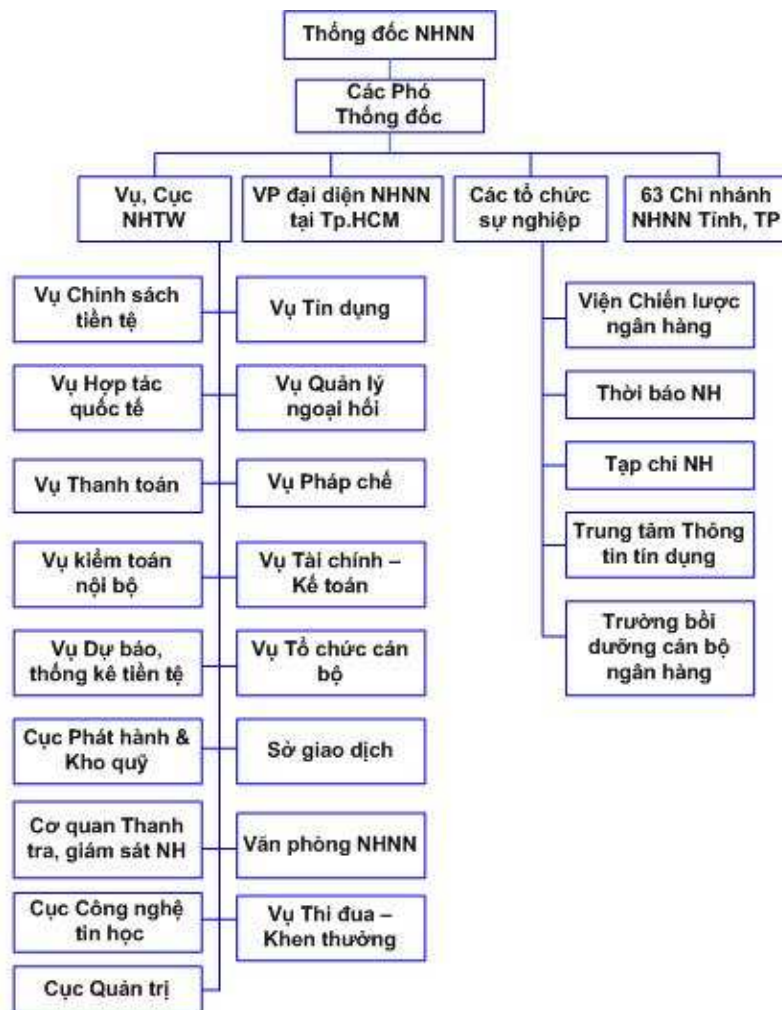 Thống đốc NHNN
Các Phó
Thống đốc
Vụ, Cục
NHTW
VP đại diện NHNN
tại Tp.HCM
Các tổ chức
sự nghiệp
63 Chi nhánh
NHNN Tỉnh, TP
Vụ Chính sách
tiền tệ
Vụ Tín dụng
Viện Chiến lược
ngân hàng
Vụ Hợp tác
quốc tế
Vụ Quản lý
ngoại hối
Thời báo NH
Vụ Thanh toán
Vụ Pháp chế
Tạp chí NH
Vụ kiểm toán
nội bộ
Vụ Tài chính –
Kế toán
Trung tâm Thông
tin tín dụng
Vụ Dự báo,
thống kê tiền tệ
Vụ Tổ chức cán
bộ
Trường bồi
dưỡng cán bộ
ngân hàng
Cục Phát hành &
Kho quỹ
Sở giao dịch
Cơ quan Thanh
tra, giám sát NH
Văn phòng NHNN
Cục Công nghệ
tin học
Vụ Thi đua –
Khen thưởng
Cục Quản trị